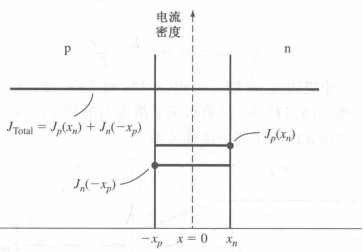 电流
密度
p
n
J_Total = J_p(x_n) + J_n(-x_p)
J_p(x_n)
J_n(-x_p)
-x_p
x = 0
x_n